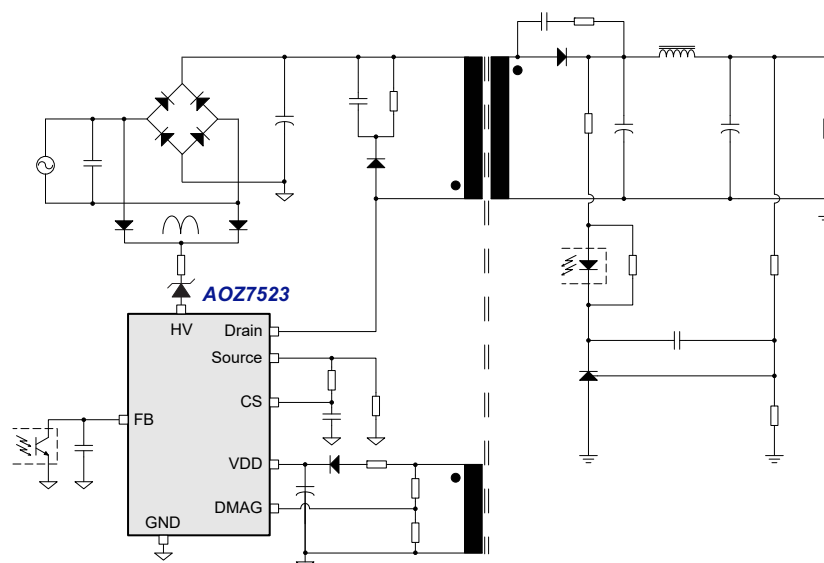 AOZ7523
HV
Drain
Source
CS
FB
VDD
DMAG
GND